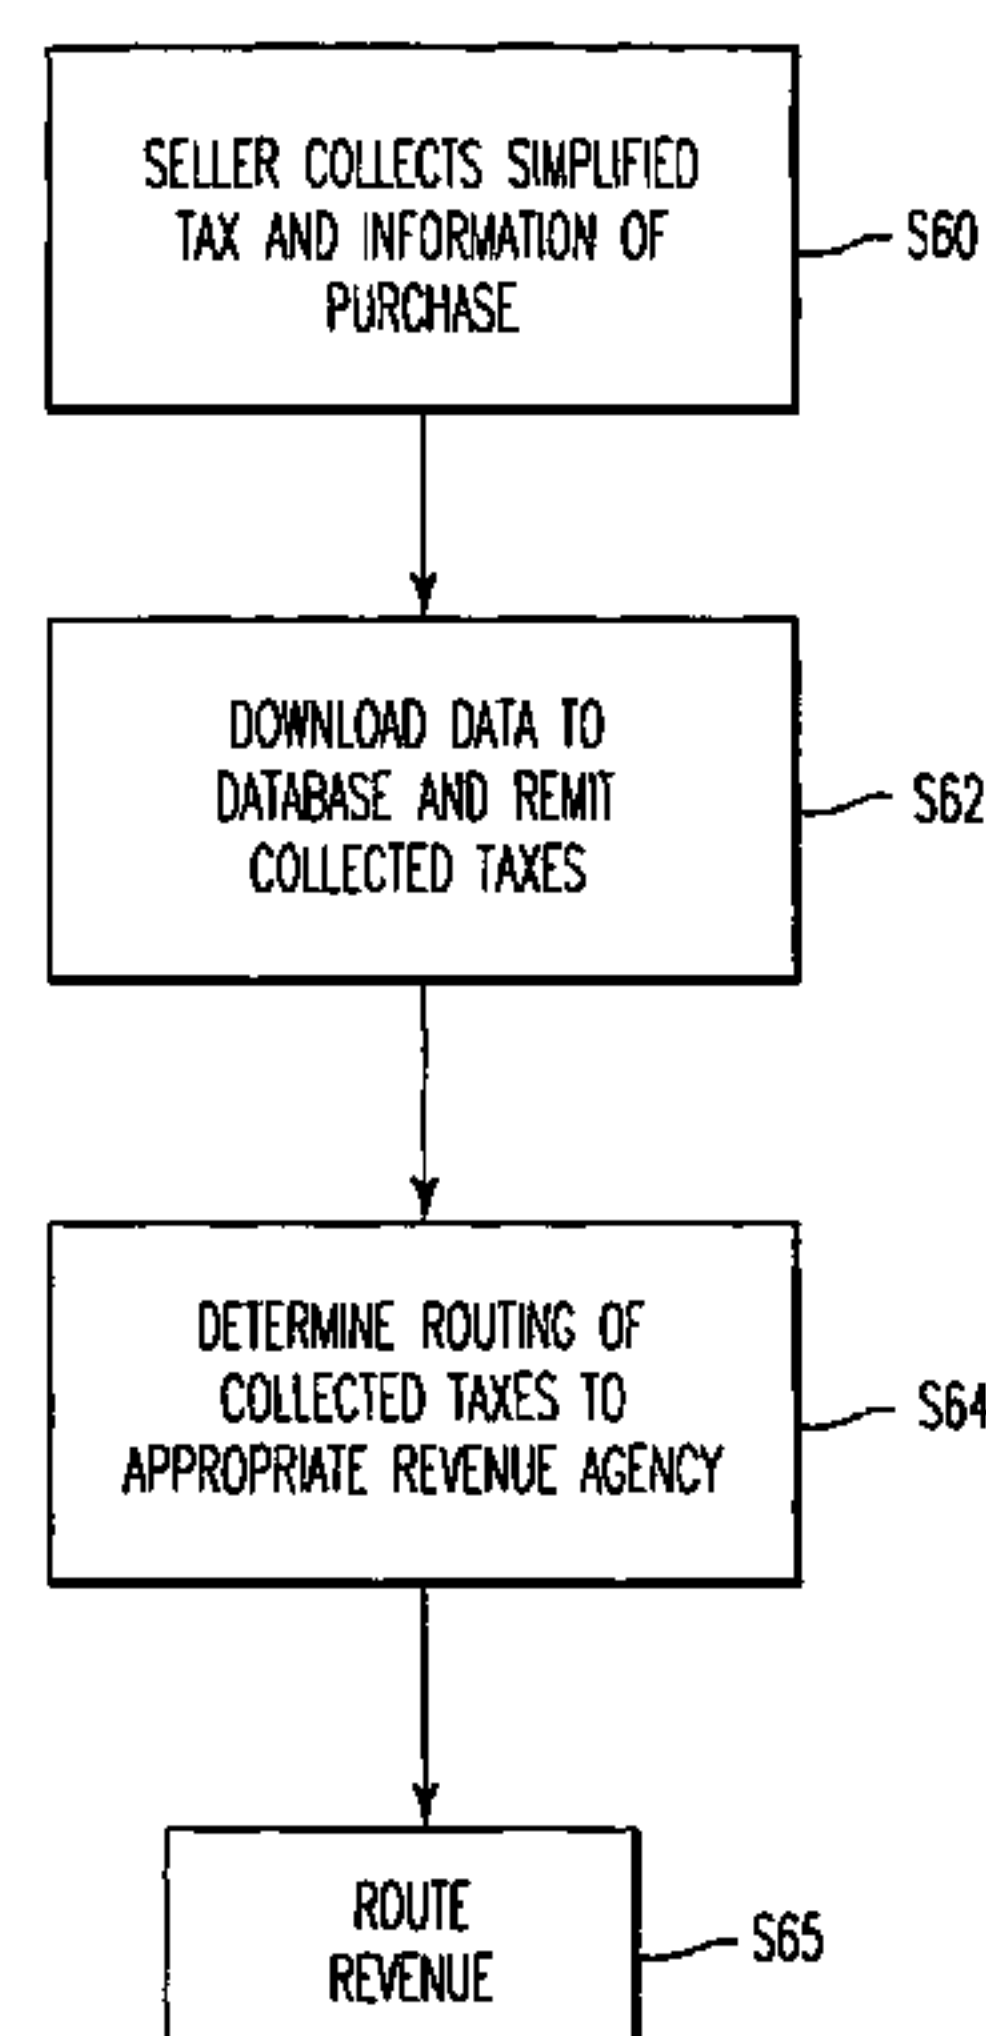 SELLER COLLECTS SIMPLIFIED
TAX AND INFORMATION OF
PURCHASE
S60
DOWNLOAD DATA TO
DATABASE AND REMIT
COLLECTED TAXES
S62
DETERMINE ROUTING OF
COLLECTED TAXES TO
APPROPRIATE REVENUE AGENCY
S64
ROUTE
REVENUE
S65